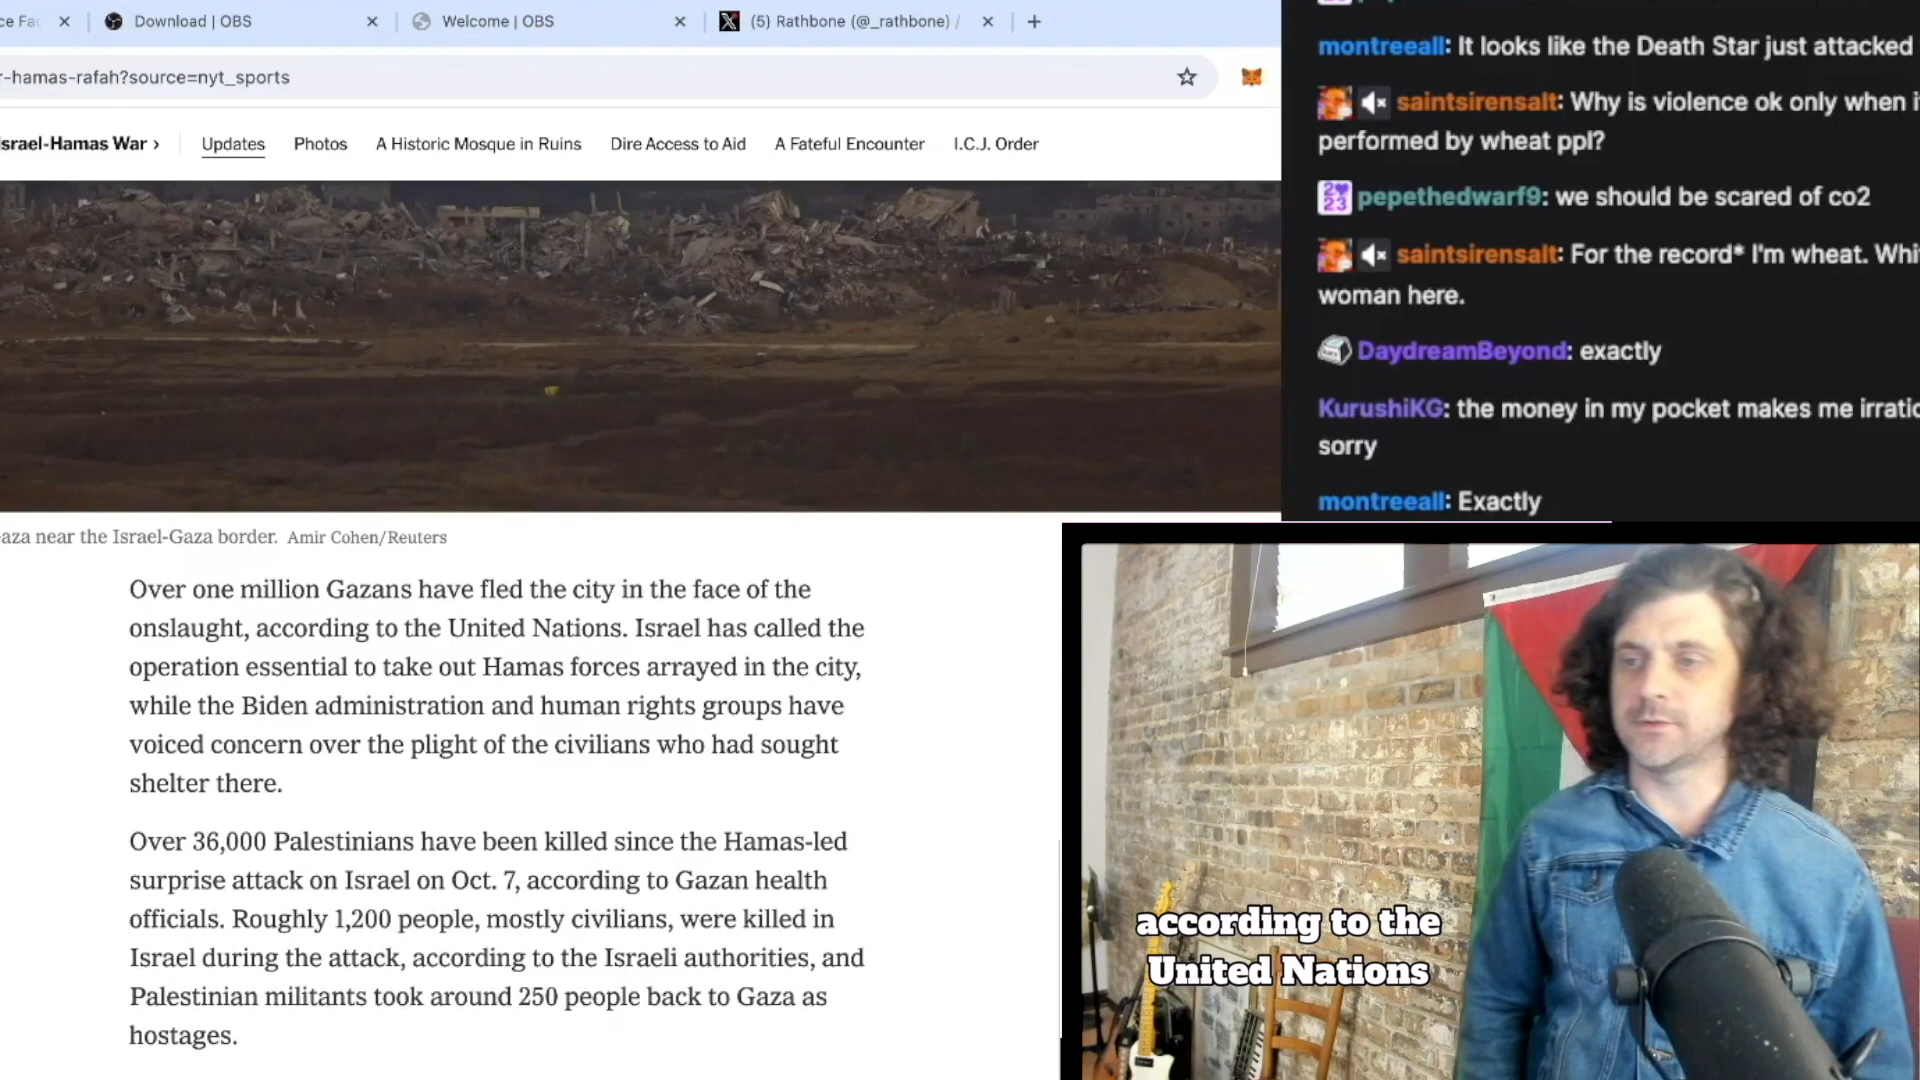 ce Fac
Download | OBS
Welcome | OBS
(5) Rathbone (@_rathbone) /
r-hamas-rafah?source=nyt_sports
Israel-Hamas War ›
Updates
Photos
A Historic Mosque in Ruins
Dire Access to Aid
A Fateful Encounter
I.C.J. Order
aza near the Israel-Gaza border. Amir Cohen/Reuters
Over one million Gazans have fled the city in the face of the
onslaught, according to the United Nations. Israel has called the
operation essential to take out Hamas forces arrayed in the city,
while the Biden administration and human rights groups have
voiced concern over the plight of the civilians who had sought
shelter there.
Over 36,000 Palestinians have been killed since the Hamas-led
surprise attack on Israel on Oct. 7, according to Gazan health
officials. Roughly 1,200 people, mostly civilians, were killed in
Israel during the attack, according to the Israeli authorities, and
Palestinian militants took around 250 people back to Gaza as
hostages.
montreeall: It looks like the Death Star just attacked
saintsirensalt: Why is violence ok only when i
performed by wheat ppl?
pepethedwarf9: we should be scared of co2
saintsirensalt: For the record* I'm wheat. Whi
woman here.
DaydreamBeyond: exactly
KurushiKG: the money in my pocket makes me irratio
sorry
montreeall: Exactly
according to the
United Nations